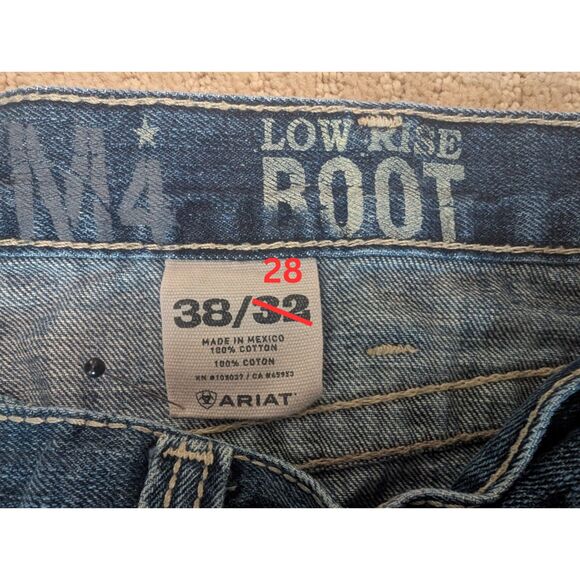 M4
LOW RISE
BOOT
28
38/32
MADE IN MEXICO
100% COTTON
100% COTON
RN #108037 / CA #45953
ARIAT